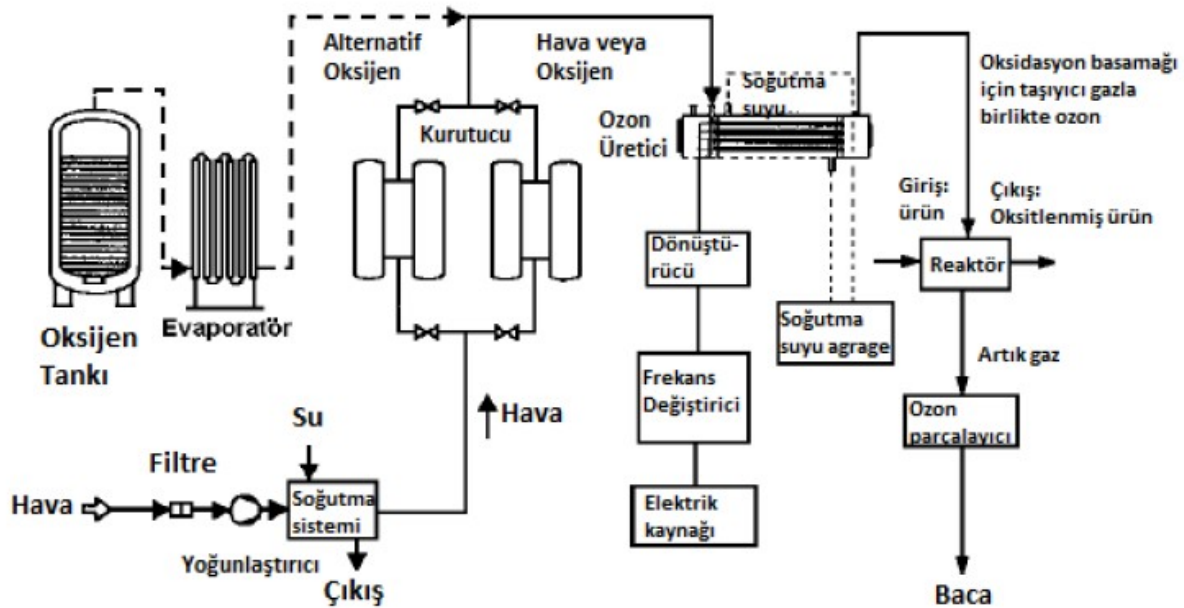 Alternatif
Oksijen
Hava veya
Oksijen
Soğutma
suyu..
Oksidasyon basamağı
için taşıyıcı gazla
birlikte ozon
Kurutucu
Ozon
Üretici
Giriş:
ürün
Çıkış:
Oksitlenmiş ürün
Dönüştü-
rücü
Reaktör
Evaporatör
Oksijen
Tankı
Soğutma
suyu agrage
Artık gaz
Frekans
Değiştirici
Hava
Su
Ozon
parçalayıcı
Filtre
Hava
Soğutma
sistemi
Elektrik
kaynağı
Yoğunlaştırıcı
Çıkış
Baca